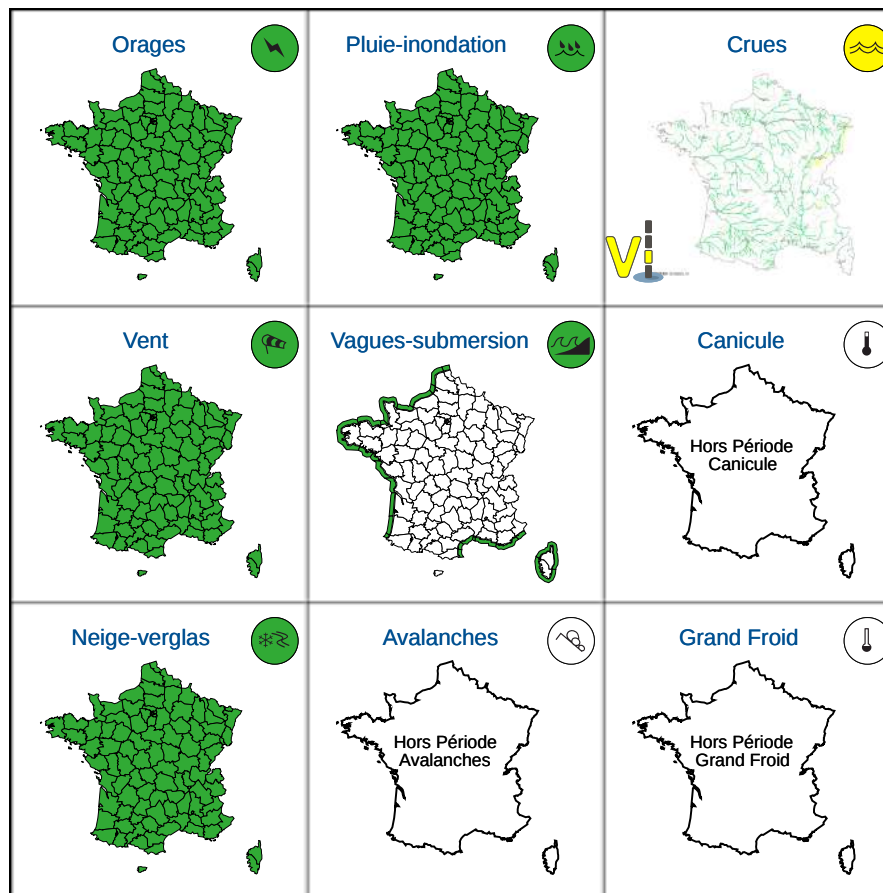 Orages
Pluie-inondation
Crues
Vi
Vent
Vagues-submersion
Canicule
Hors Période
Canicule
Neige-verglas
Avalanches
Grand Froid
Hors Période
Avalanches
Hors Période
Grand Froid